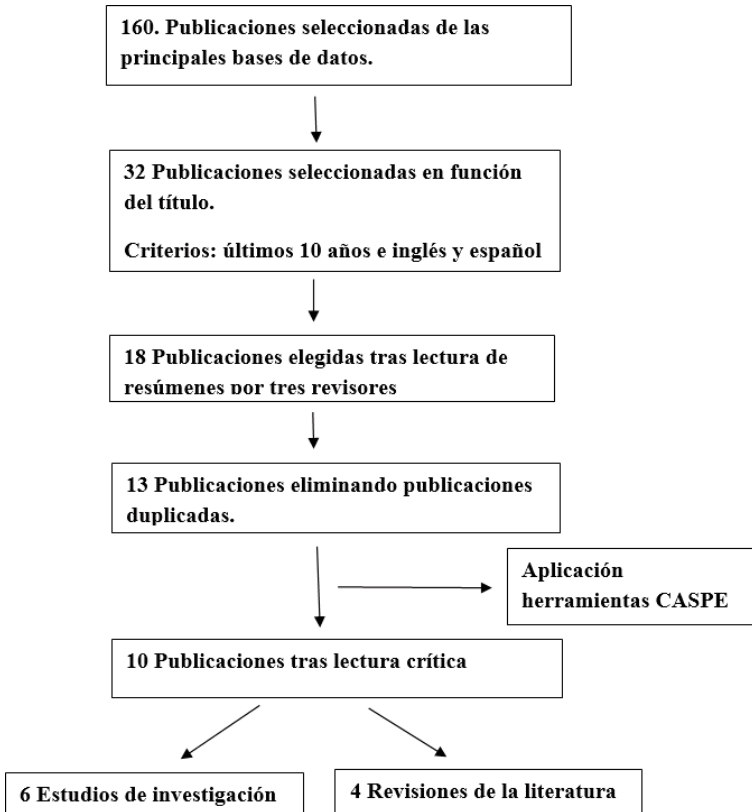 160. Publicaciones seleccionadas de las
principales bases de datos.
32 Publicaciones seleccionadas en función
del título.
Criterios: últimos 10 años e inglés y español
18 Publicaciones elegidas tras lectura de
resúmenes por tres revisores
13 Publicaciones eliminando publicaciones
duplicadas.
Aplicación
herramientas CASPE
10 Publicaciones tras lectura crítica
6 Estudios de investigación
4 Revisiones de la literatura